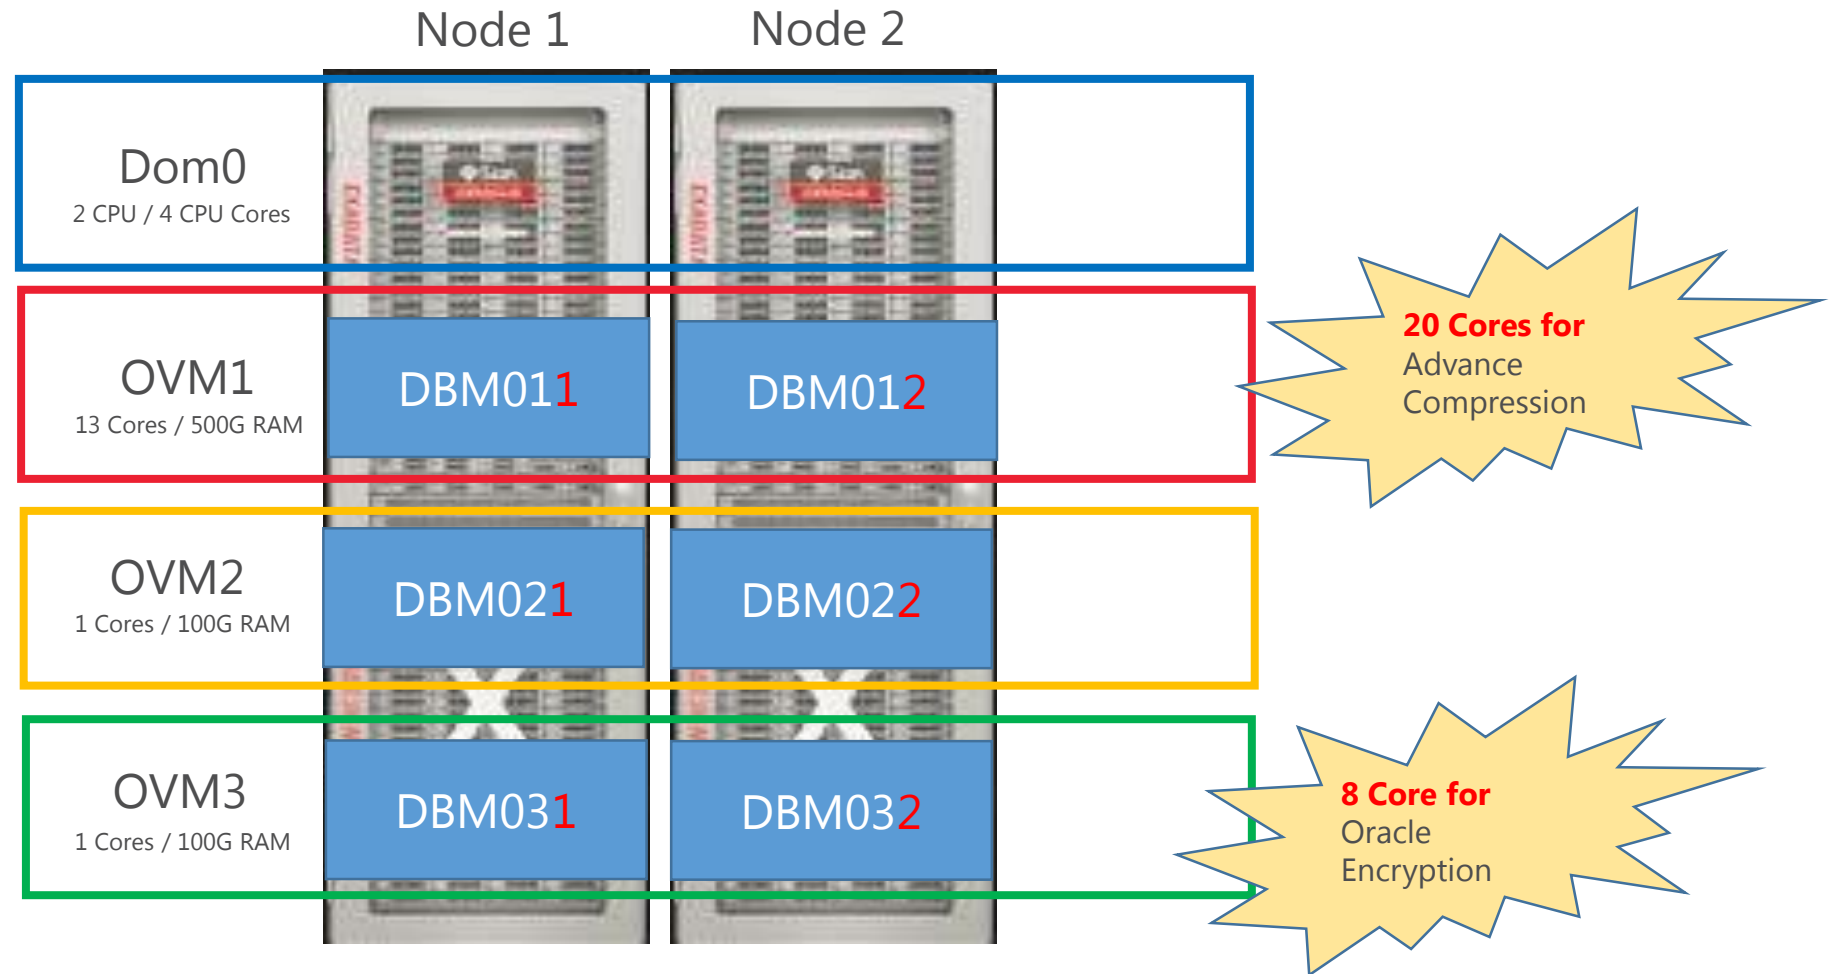 Node 1
Node 2
Dom0
2 CPU / 4 CPU Cores
OVM1
13 Cores / 500G RAM
DBM011
DBM012
20 Cores for
Advance
Compression
OVM2
1 Cores / 100G RAM
DBM021
DBM022
OVM3
1 Cores / 100G RAM
DBM031
DBM032
8 Core for
Oracle
Encryption